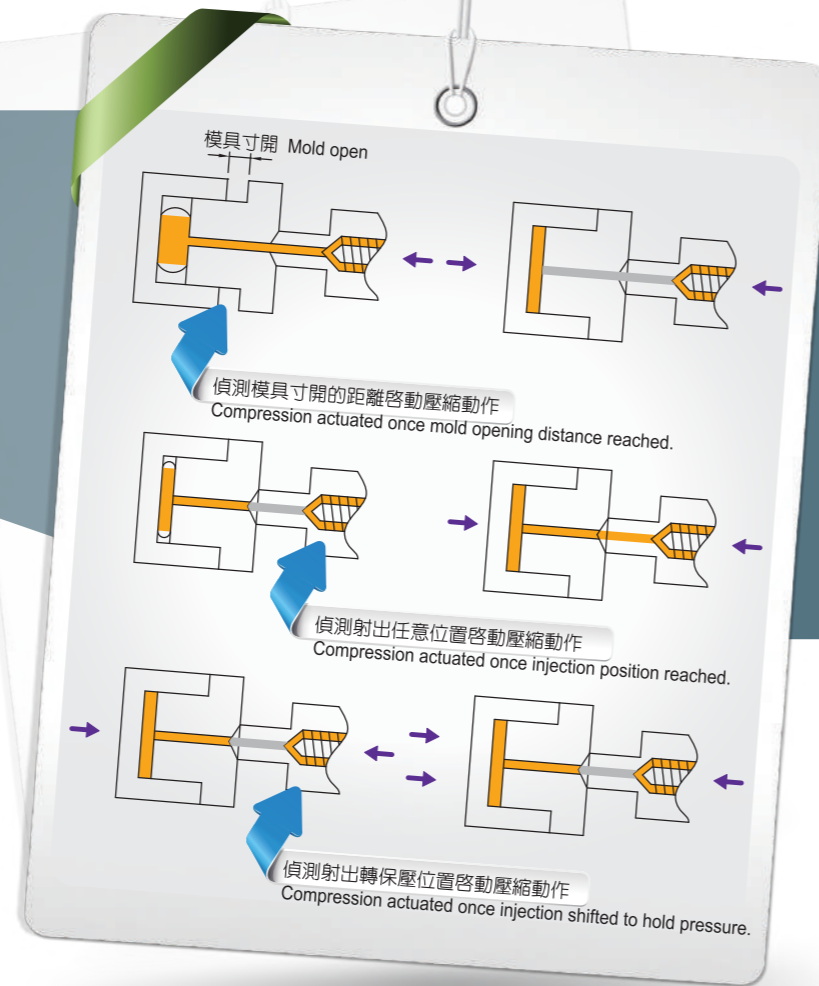 模具寸開 Mold open
偵測模具寸開的距離啓動壓縮動作
Compression actuated once mold opening distance reached.
偵測射出任意位置啓動壓縮動作
Compression actuated once injection position reached.
偵測射出轉保壓位置啓動壓縮動作
Compression actuated once injection shifted to hold pressure.